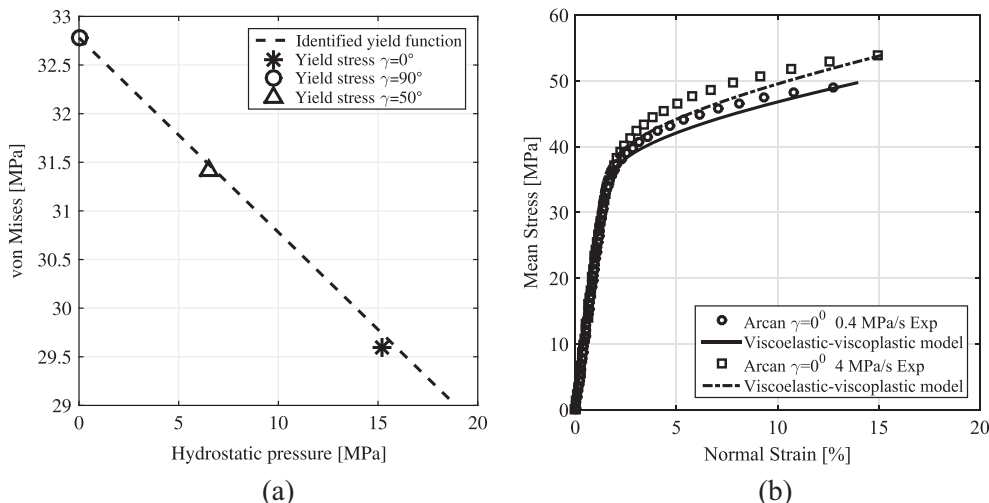 33
32.5
32
31.5
31
30.5
30
29.5
29
0
5
10
15
20
von Mises [MPa]
Hydrostatic pressure [MPa]
Identified yield function
Yield stress γ=0°
Yield stress γ=90°
Yield stress γ=50°
(a)
60
50
40
30
20
10
0
0
5
10
15
20
Mean Stress [MPa]
Normal Strain [%]
Arcan γ=0⁰ 0.4 MPa/s Exp
Viscoelastic-viscoplastic model
Arcan γ=0⁰ 4 MPa/s Exp
Viscoelastic-viscoplastic model
(b)